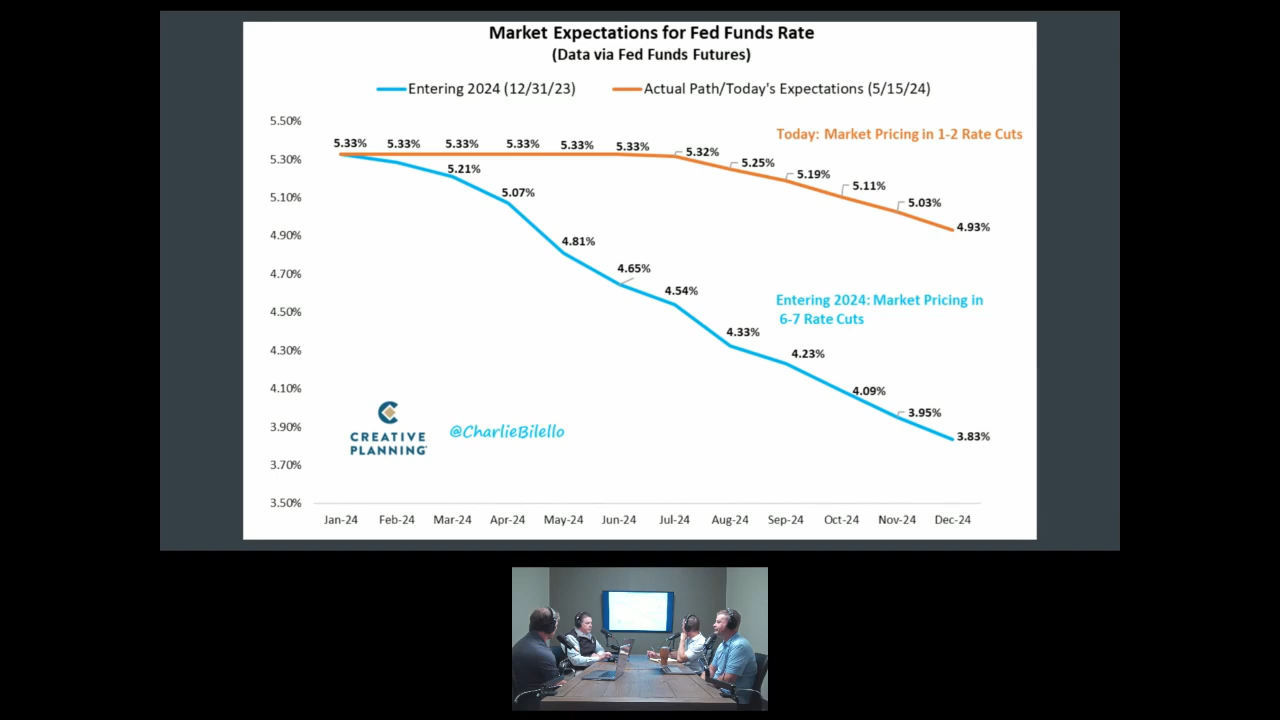 Market Expectations for Fed Funds Rate
(Data via Fed Funds Futures)
Entering 2024 (12/31/23) Actual Path/Today's Expectations (5/15/24)
5.50%
5.30%
5.10%
4.90%
4.70%
4.50%
4.30%
4.10%
3.90%
3.70%
3.50%
5.33% 5.33% 5.33% 5.33% 5.33% 5.33% 5.32% 5.25% 5.19% 5.11% 5.03% 4.93%
Today: Market Pricing in 1-2 Rate Cuts
5.21% 5.07% 4.81% 4.65% 4.54% 4.33% 4.23% 4.09% 3.95% 3.83%
Entering 2024: Market Pricing in
6-7 Rate Cuts
CREATIVE
PLANNING
@CharlieBilello
Jan-24 Feb-24 Mar-24 Apr-24 May-24 Jun-24 Jul-24 Aug-24 Sep-24 Oct-24 Nov-24 Dec-24